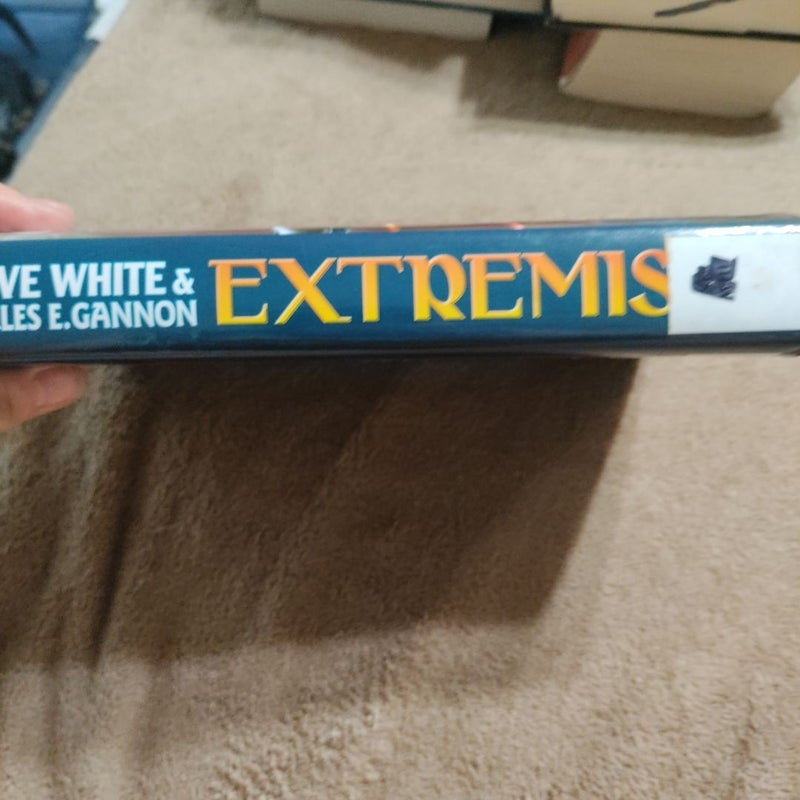 VE WHITE &
LES E. GANNON
EXTREMIS